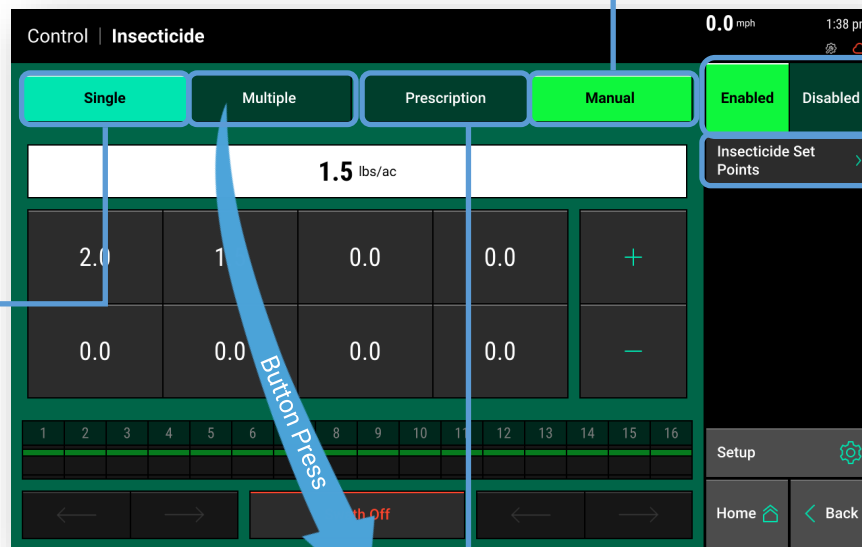 Control | Insecticide
0.0 mph
1:38 pm
Single
Multiple
Prescription
Manual
Enabled
Disabled
1.5 lbs/ac
Insecticide Set
Points
2.0
0.0
0.0
+
0.0
0.0
0.0
0.0
−
Button Press
1 2 3 4 5 6 8 9 10 11 12 13 14 15 16
Off
Setup
Home
Back